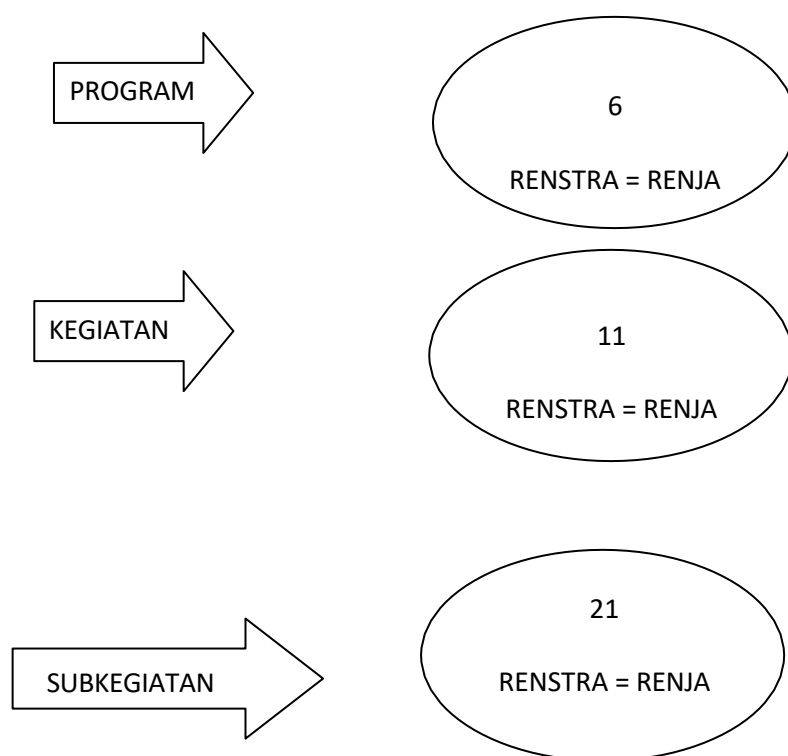 PROGRAM
6
RENSTRA = RENJA
KEGIATAN
11
RENSTRA = RENJA
SUBKEGIATAN
21
RENSTRA = RENJA